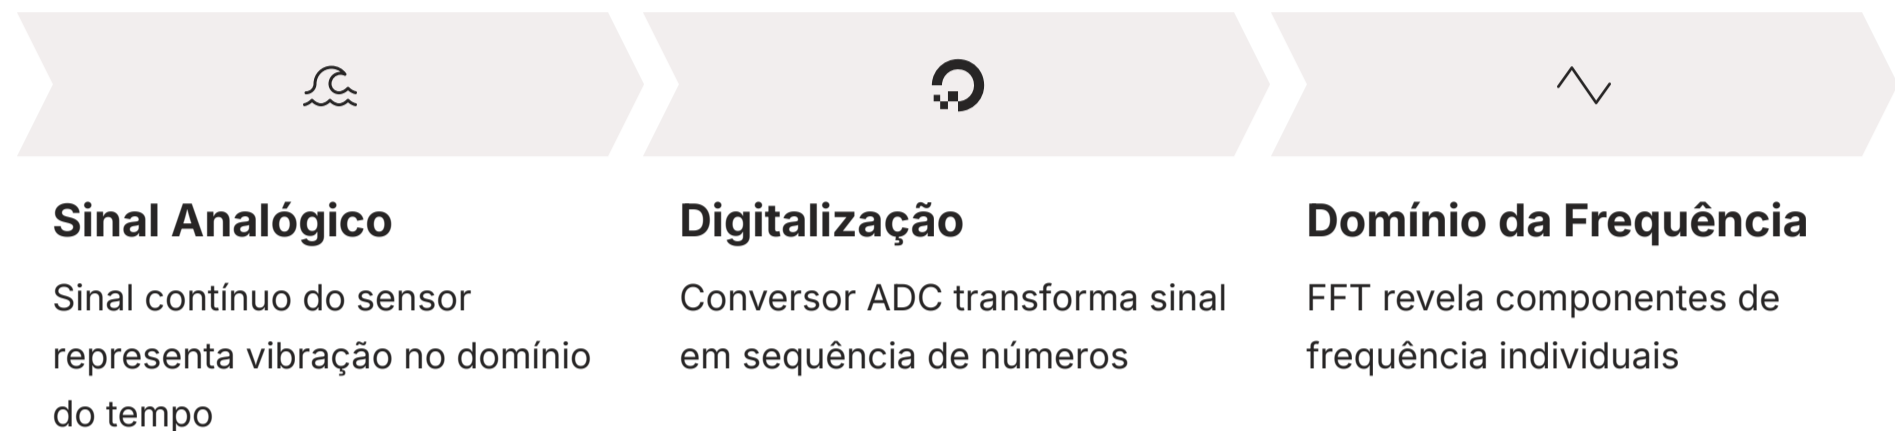 Sinal Analógico
Sinal contínuo do sensor
representa vibração no domínio
do tempo
Digitalização
Conversor ADC transforma sinal
em sequência de números
Domínio da Frequência
FFT revela componentes de
frequência individuais